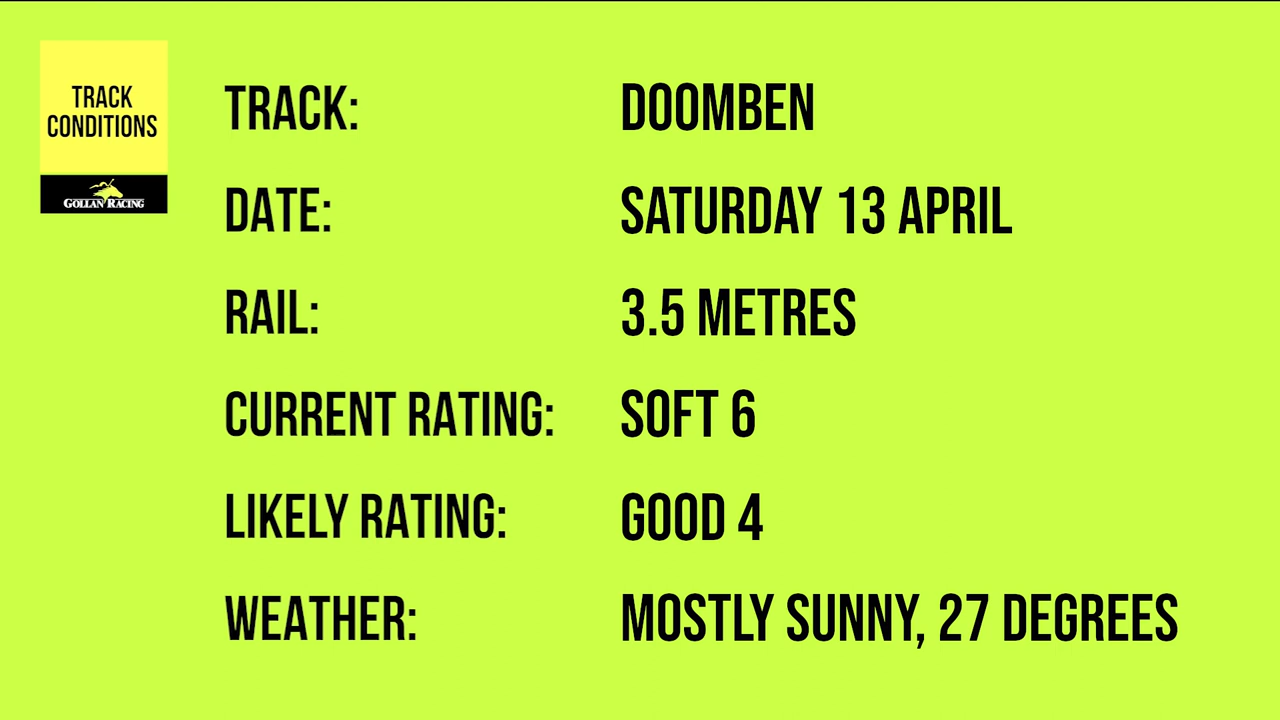 TRACK
CONDITIONS
GOLLAN RACING
TRACK: DOOMBEN
DATE: SATURDAY 13 APRIL
RAIL: 3.5 METRES
CURRENT RATING: SOFT 6
LIKELY RATING: GOOD 4
WEATHER: MOSTLY SUNNY, 27 DEGREES